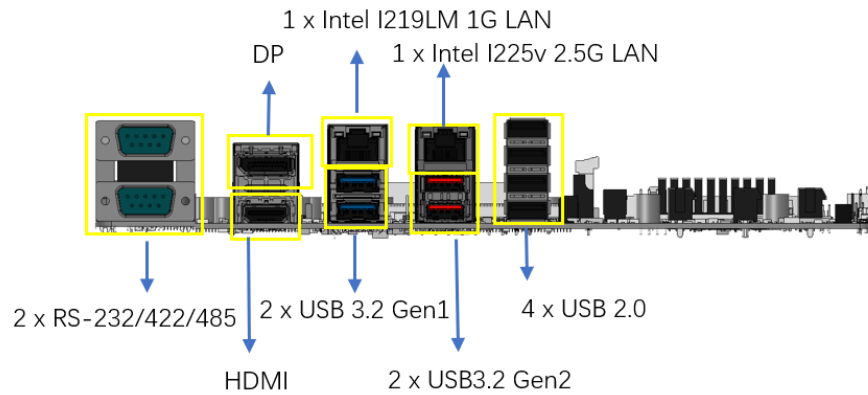 1 x Intel I219LM 1G LAN
DP
1 x Intel I225v 2.5G LAN
2 x RS-232/422/485
2 x USB 3.2 Gen1
4 x USB 2.0
HDMI
2 x USB3.2 Gen2